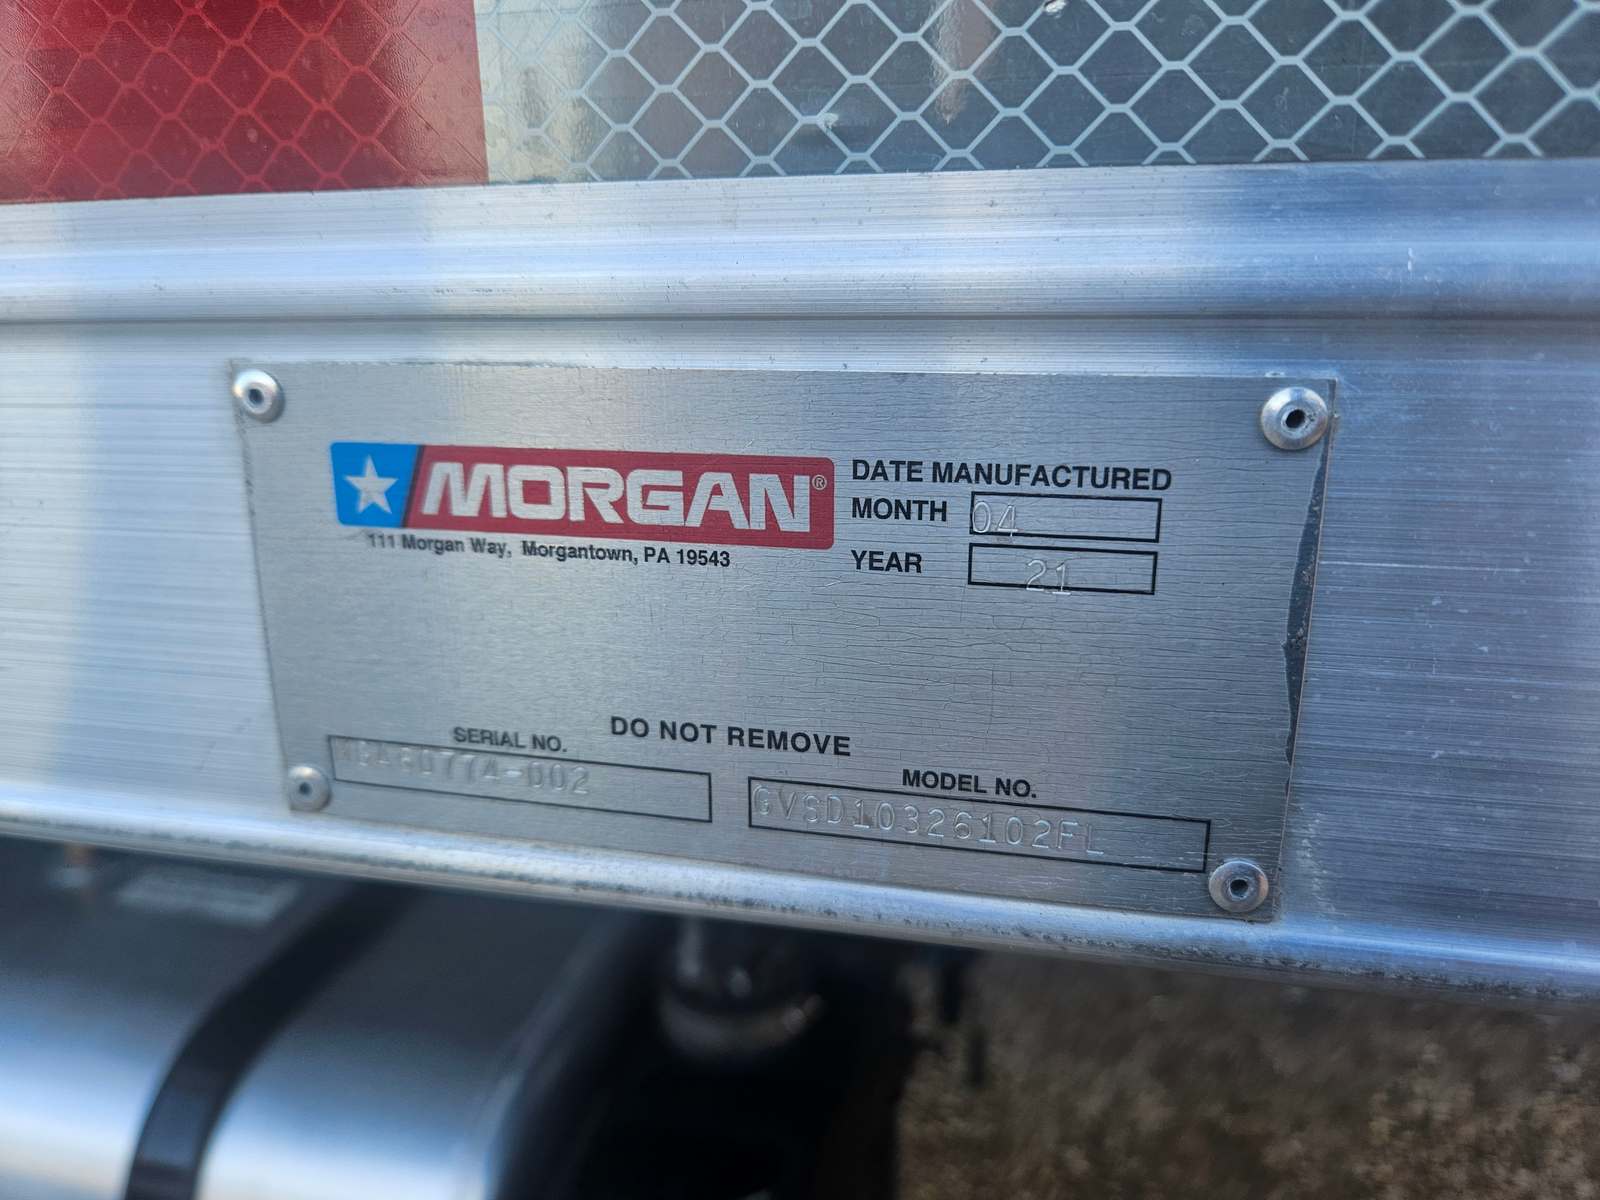 MORGAN®
111 Morgan Way, Morgantown, PA 19543
DATE MANUFACTURED
MONTH 04
YEAR 21
DO NOT REMOVE
SERIAL NO.
MODEL NO.
GVSD10326102FL